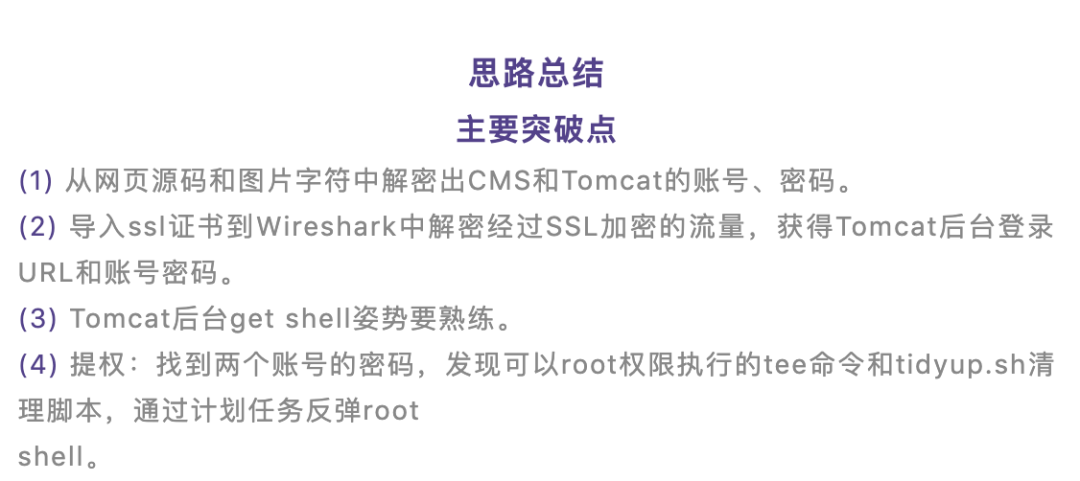 思路总结
主要突破点
(1) 从网页源码和图片字符中解密出CMS和Tomcat的账号、密码。
(2) 导入ssl证书到Wireshark中解密经过SSL加密的流量，获得Tomcat后台登录
URL和账号密码。
(3) Tomcat后台get shell姿势要熟练。
(4) 提权：找到两个账号的密码，发现可以root权限执行的tee命令和tidyup.sh清
理脚本，通过计划任务反弹root
shell。